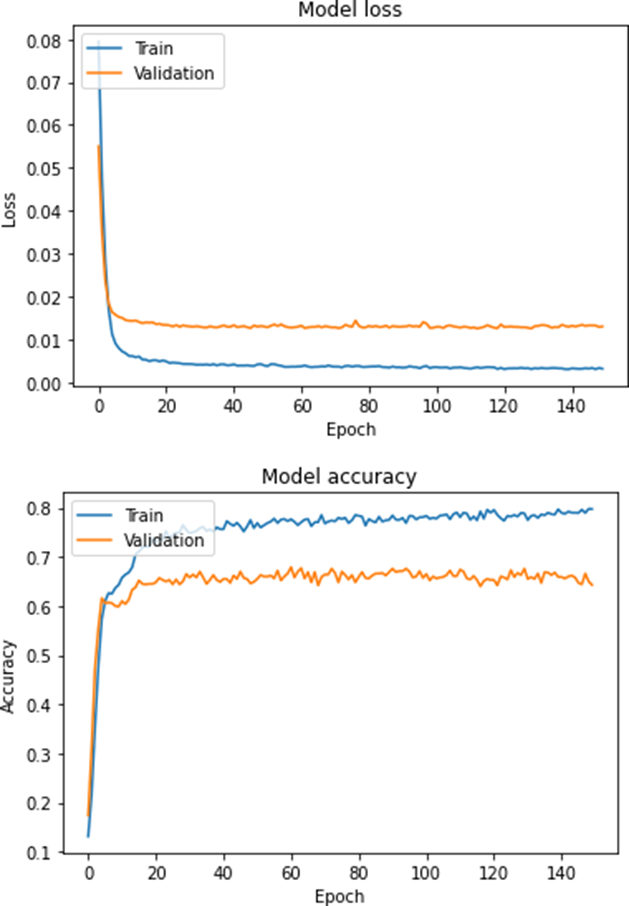 Model loss
Train
Validation
0.08
0.07
0.06
0.05
0.04
0.03
0.02
0.01
0.00
Loss
0 20 40 60 80 100 120 140
Epoch
Model accuracy
Train
Validation
0.8
0.7
0.6
0.5
0.4
0.3
0.2
0.1
Accuracy
0 20 40 60 80 100 120 140
Epoch